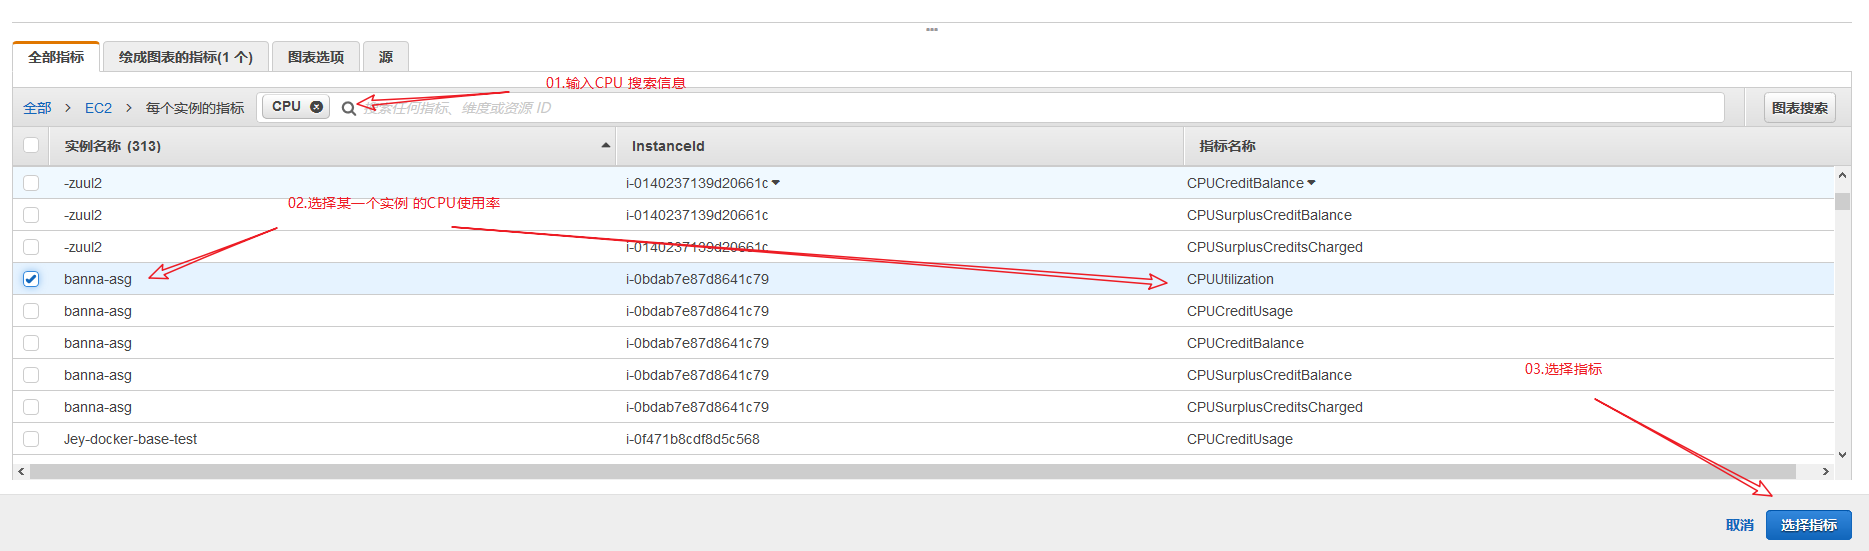 全部指标 绘成图表的指标(1 个) 图表选项 源
01.输入CPU 搜索信息
全部 > EC2 > 每个实例的指标 CPU 搜索任何指标、维度或资源 ID 图表搜索
实例名称 (313) InstanceId 指标名称
-zuul2 i-0140237139d20661c CPUCreditBalance
02.选择某一个实例 的CPU使用率
-zuul2 i-0140237139d20661c CPUSurplusCreditBalance
-zuul2 i-0140237139d20661c CPUSurplusCreditsCharged
banna-asg i-0bdab7e87d8641c79 CPUUtilization
banna-asg i-0bdab7e87d8641c79 CPUCreditUsage
banna-asg i-0bdab7e87d8641c79 CPUCreditBalance
03.选择指标
banna-asg i-0bdab7e87d8641c79 CPUSurplusCreditBalance
banna-asg i-0bdab7e87d8641c79 CPUSurplusCreditsCharged
Jey-docker-base-test i-0f471b8cdf8d5c568 CPUCreditUsage
取消 选择指标